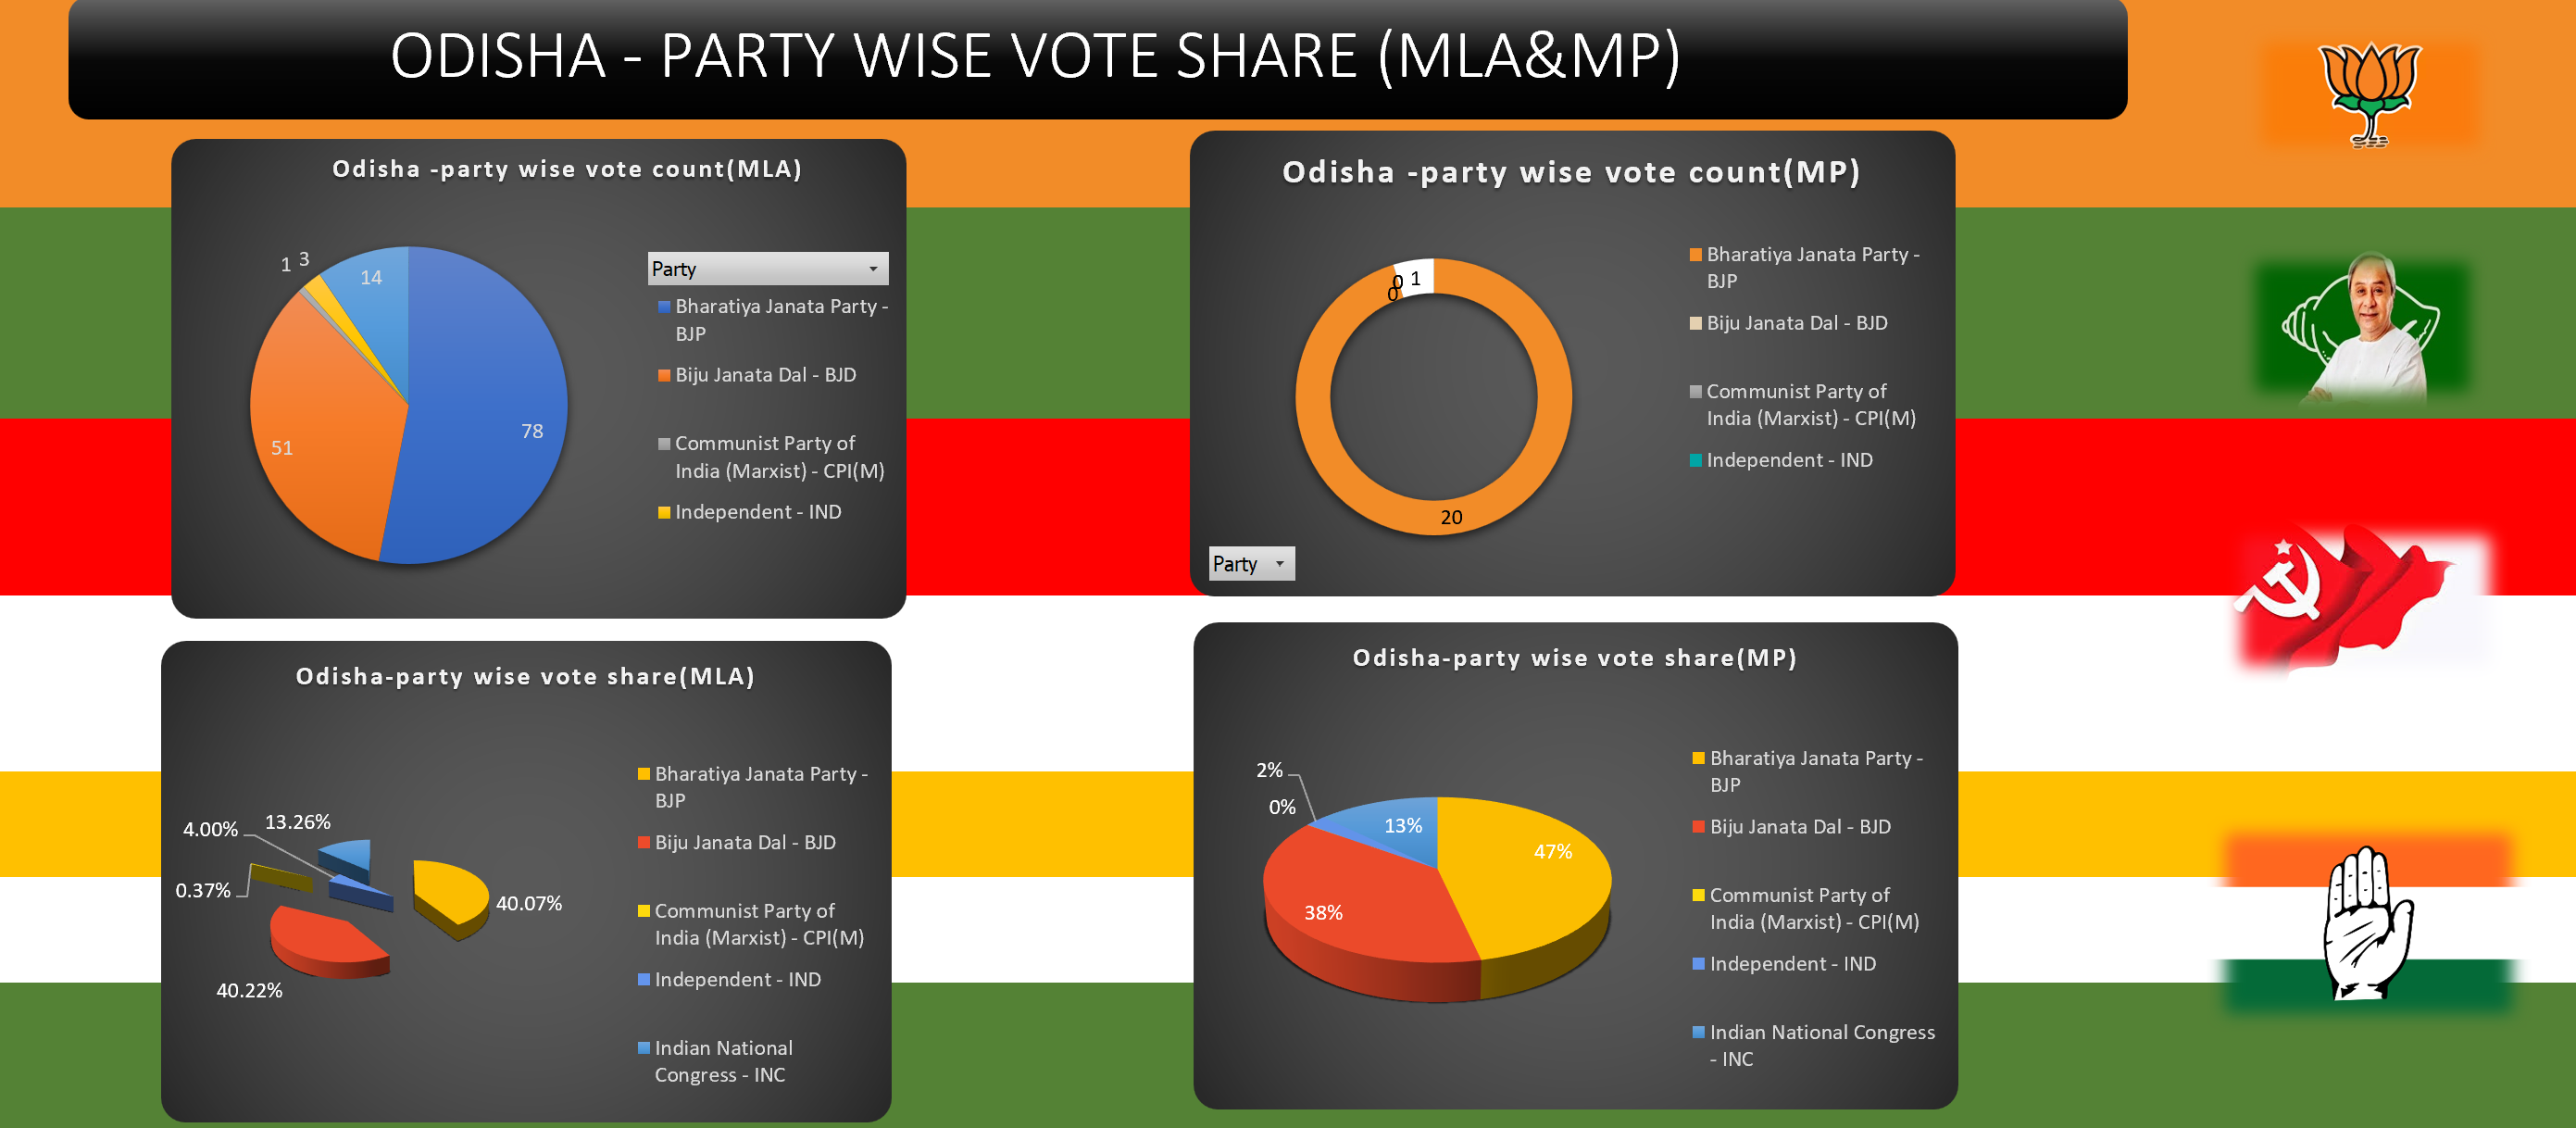 ODISHA - PARTY WISE VOTE SHARE (MLA&MP)
Odisha -party wise vote count(MLA)
1
3
14
51
78
Party
Bharatiya Janata Party -
BJP
Biju Janata Dal - BJD
Communist Party of
India (Marxist) - CPI(M)
Independent - IND
Odisha -party wise vote count(MP)
0
0
1
20
Party
Bharatiya Janata Party -
BJP
Biju Janata Dal - BJD
Communist Party of
India (Marxist) - CPI(M)
Independent - IND
Odisha-party wise vote share(MLA)
4.00%
13.26%
0.37%
40.07%
40.22%
Bharatiya Janata Party -
BJP
Biju Janata Dal - BJD
Communist Party of
India (Marxist) - CPI(M)
Independent - IND
Indian National
Congress - INC
Odisha-party wise vote share(MP)
2%
0%
13%
47%
38%
Bharatiya Janata Party -
BJP
Biju Janata Dal - BJD
Communist Party of
India (Marxist) - CPI(M)
Independent - IND
Indian National Congress
- INC